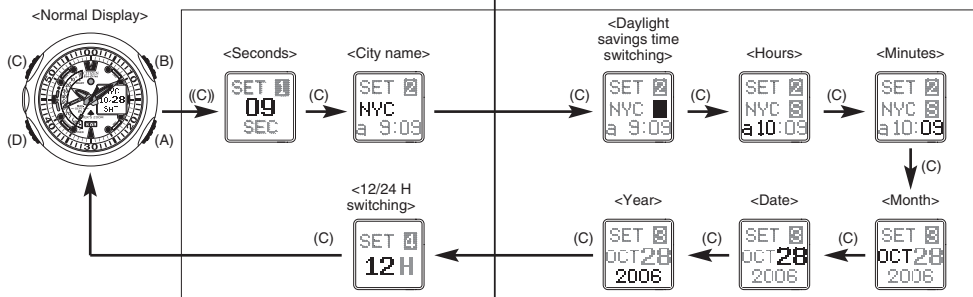 <Normal Display>
(C)
(B)
(D)
(A)
((C))
<Seconds>
SET 1
09
SEC
(C)
<City name>
SET 2
NYC
a 9:09
(C)
<Daylight
savings time
switching>
SET 2
NYC
a 9:09
(C)
<Hours>
SET 2
NYC S
a 10:09
(C)
<Minutes>
SET 2
NYC S
a 10:09
(C)
<Month>
SET 3
OCT 28
2006
(C)
<Date>
SET 3
OCT 28
2006
(C)
<Year>
SET 3
OCT 28
2006
(C)
<12/24 H
switching>
SET 4
12 H
(C)